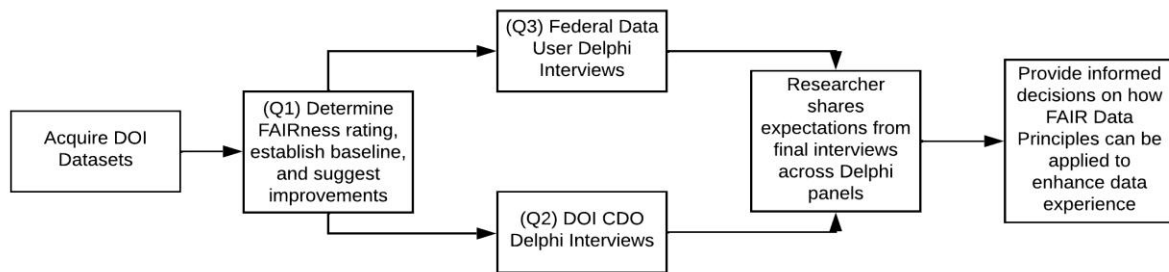 Acquire DOI
Datasets
(Q1) Determine
FAIRness rating,
establish baseline,
and suggest
improvements
(Q3) Federal Data
User Delphi
Interviews
(Q2) DOI CDO
Delphi Interviews
Researcher
shares
expectations from
final interviews
across Delphi
panels
Provide informed
decisions on how
FAIR Data
Principles can be
applied to
enhance data
experience